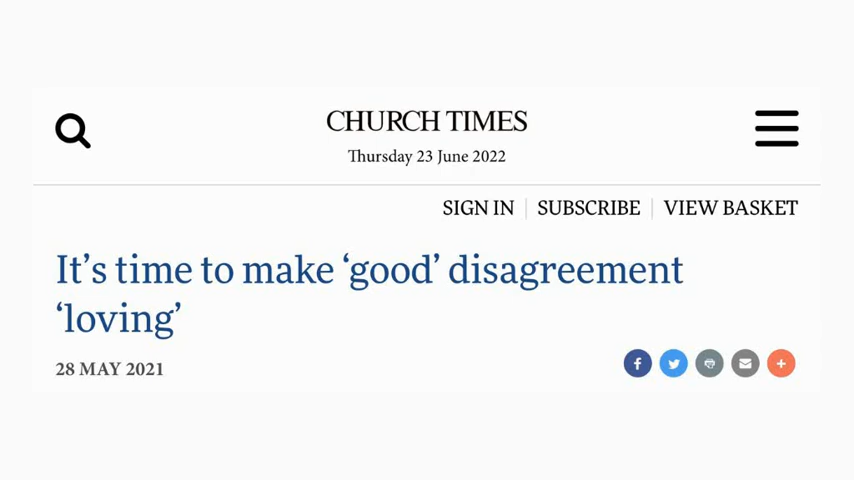 CHURCH TIMES
Thursday 23 June 2022
SIGN IN | SUBSCRIBE | VIEW BASKET
It’s time to make ‘good’ disagreement
‘loving’
28 MAY 2021